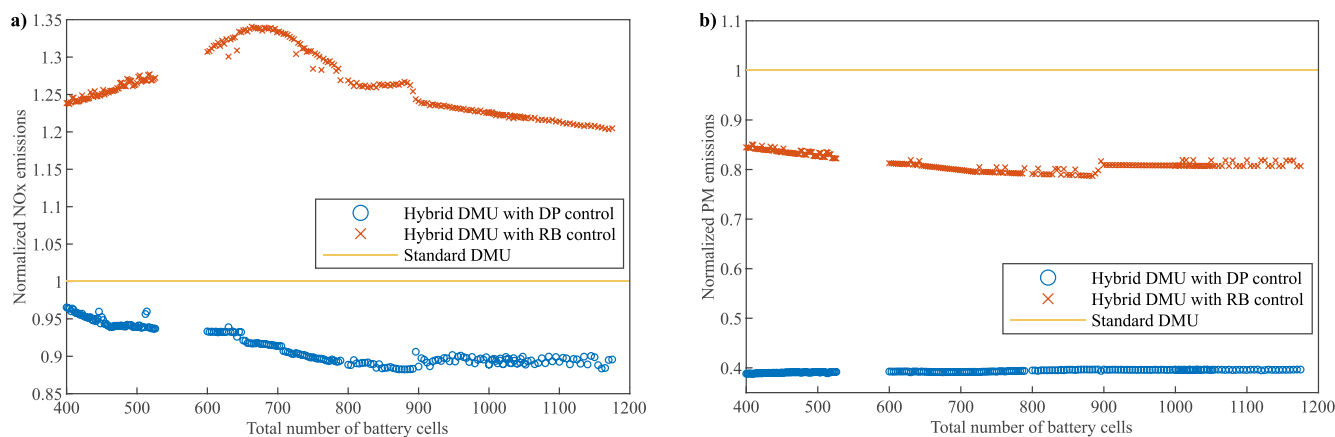 a)
1.35
1.3
1.25
1.2
1.15
1.1
1.05
1
0.95
0.9
0.85
Normalized NOx emissions
Hybrid DMU with DP control
Hybrid DMU with RB control
Standard DMU
400 500 600 700 800 900 1000 1100 1200
Total number of battery cells
b)
1.1
1
0.9
0.8
0.7
0.6
0.5
0.4
Normalized PM emissions
Hybrid DMU with DP control
Hybrid DMU with RB control
Standard DMU
400 500 600 700 800 900 1000 1100 1200
Total number of battery cells